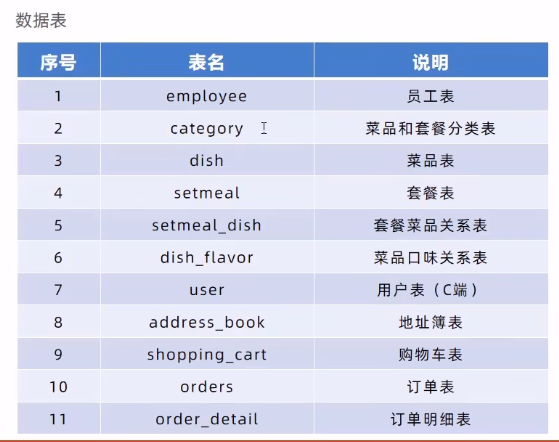 数据表
序号 表名 说明
1 employee 员工表
2 category 菜品和套餐分类表
3 dish 菜品表
4 setmeal 套餐表
5 setmeal_dish 套餐菜品关系表
6 dish_flavor 菜品口味关系表
7 user 用户表（C端）
8 address_book 地址簿表
9 shopping_cart 购物车表
10 orders 订单表
11 order_detail 订单明细表